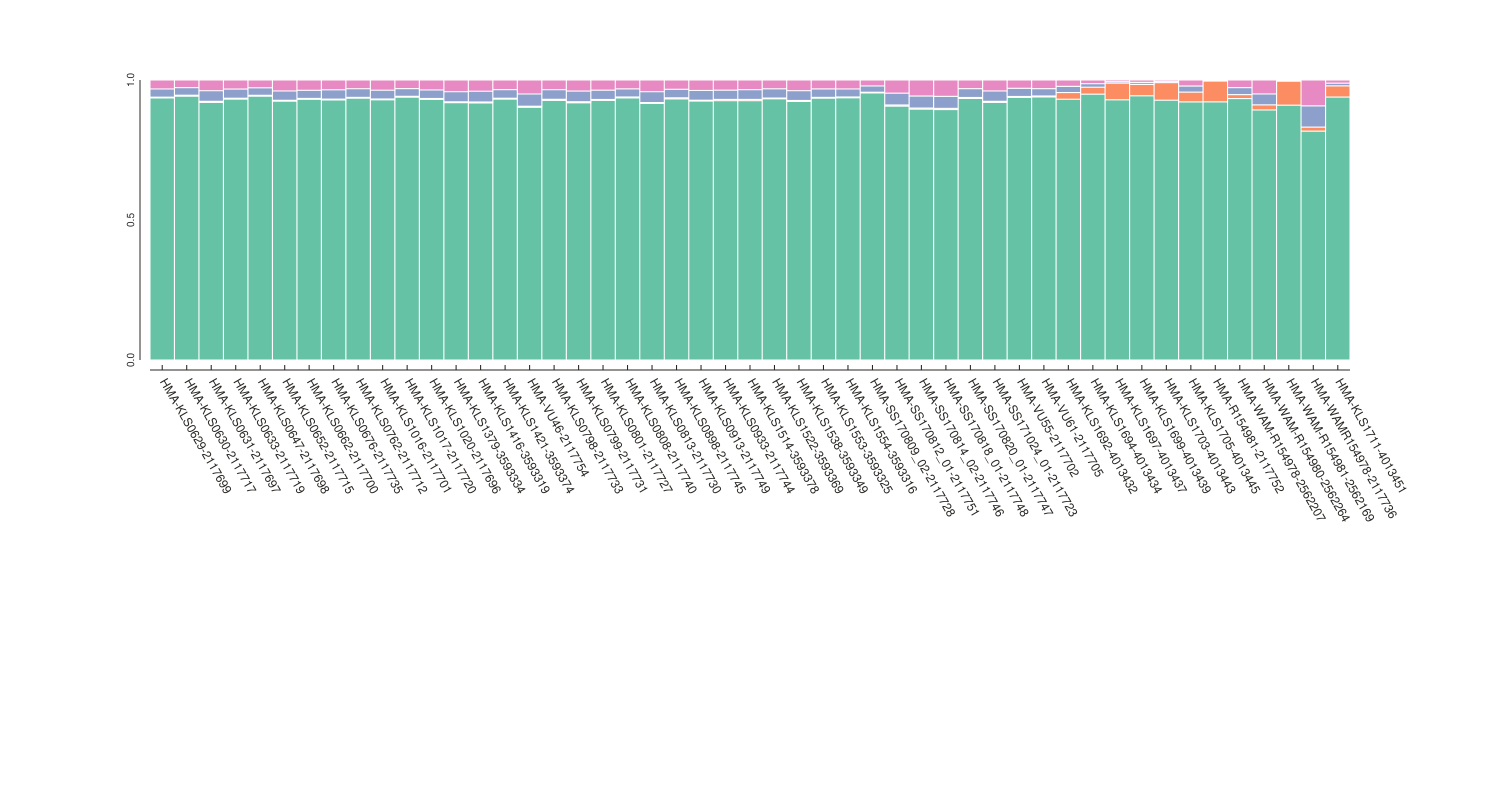 1.0
0.5
0.0
HMA-KLS0629-2117699
HMA-KLS0630-2117717
HMA-KLS0631-2117697
HMA-KLS0633-2117719
HMA-KLS0647-2117698
HMA-KLS0652-2117715
HMA-KLS0662-2117700
HMA-KLS0676-2117735
HMA-KLS0762-2117712
HMA-KLS1016-2117701
HMA-KLS1017-2117720
HMA-KLS1020-2117696
HMA-KLS1379-3593334
HMA-KLS1416-3593319
HMA-KLS1421-3593374
HMA-VU46-2117754
HMA-KLS0798-2117733
HMA-KLS0799-2117731
HMA-KLS0801-2117727
HMA-KLS0806-2117731
HMA-KLS0808-2117740
HMA-KLS0813-2117730
HMA-KLS0898-2117745
HMA-KLS0913-2117749
HMA-KLS0933-2117744
HMA-KLS1514-3593378
HMA-KLS1522-3593369
HMA-KLS1538-3593349
HMA-KLS1553-3593325
HMA-KLS1554-3593316
HMA-SS170809_02-2117728
HMA-SS170812_01-2117751
HMA-SS170814_02-2117746
HMA-SS170818_01-2117748
HMA-SS170820_01-2117747
HMA-SS171024_01-2117723
HMA-VU55-2117702
HMA-VU61-2117705
HMA-KLS1692-4013432
HMA-KLS1694-4013434
HMA-KLS1697-4013437
HMA-KLS1699-4013439
HMA-KLS1703-4013443
HMA-KLS1705-4013445
HMA-R154981-2117752
HMA-WAM-R154978-2562207
HMA-WAM-R154980-2562264
HMA-WAM-R154981-2562169
HMA-WAMR154978-2117736
HMA-KLS1711-4013451